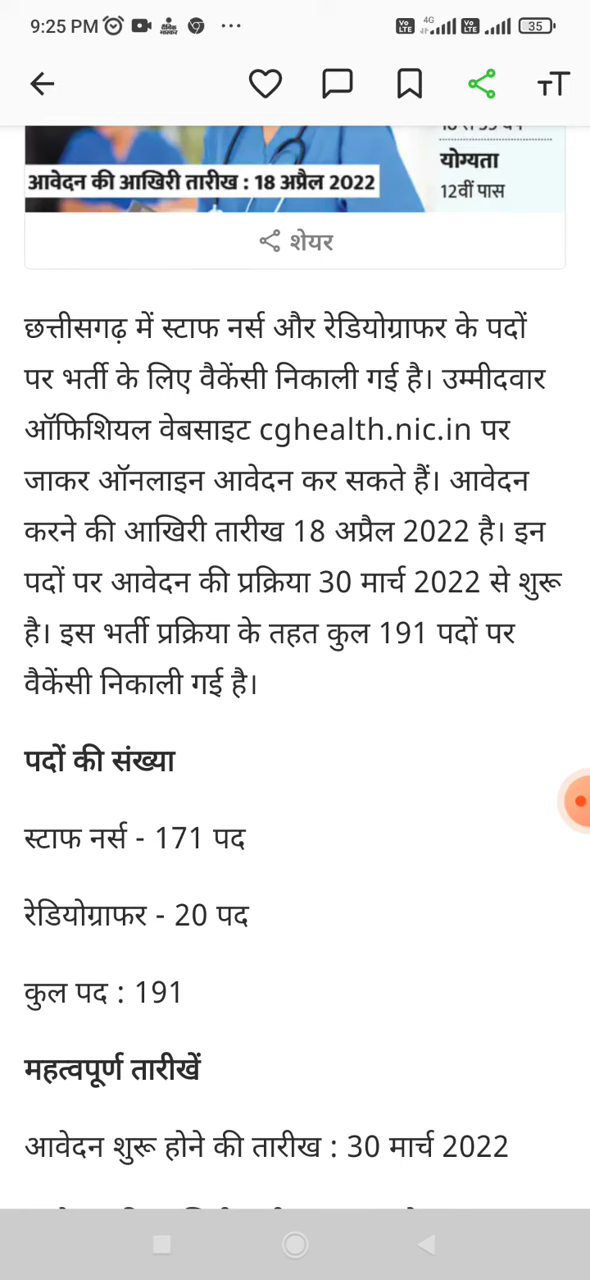 9:25 PM
4G
35
आवेदन की आखिरी तारीख : 18 अप्रैल 2022
योग्यता
12वीं पास
शेयर
छत्तीसगढ़ में स्टाफ नर्स और रेडियोग्राफर के पदों
पर भर्ती के लिए वैकेंसी निकाली गई है। उम्मीदवार
ऑफिशियल वेबसाइट cghealth.nic.in पर
जाकर ऑनलाइन आवेदन कर सकते हैं। आवेदन
करने की आखिरी तारीख 18 अप्रैल 2022 है। इन
पदों पर आवेदन की प्रक्रिया 30 मार्च 2022 से शुरू
है। इस भर्ती प्रक्रिया के तहत कुल 191 पदों पर
वैकेंसी निकाली गई है।
पदों की संख्या
स्टाफ नर्स - 171 पद
रेडियोग्राफर - 20 पद
कुल पद : 191
महत्वपूर्ण तारीखें
आवेदन शुरू होने की तारीख : 30 मार्च 2022